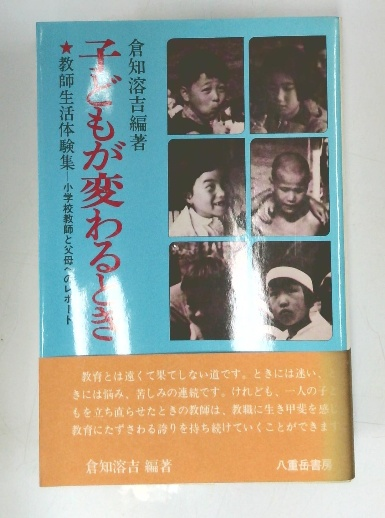 倉知溶吉編著
子どもが変わるとき
★教師生活体験集―小学校教師と父母へのレポート
教育とは遠くて果てしない道です。ときには迷い、と
きには悩み、苦しみの連続です。けれども、一人の子ど
もを立ち直らせたときの教師は、教職に生き甲斐を感じ
教育にたずさわる誇りを持ち続けていくことができます
倉知溶吉 編著
八重岳書房